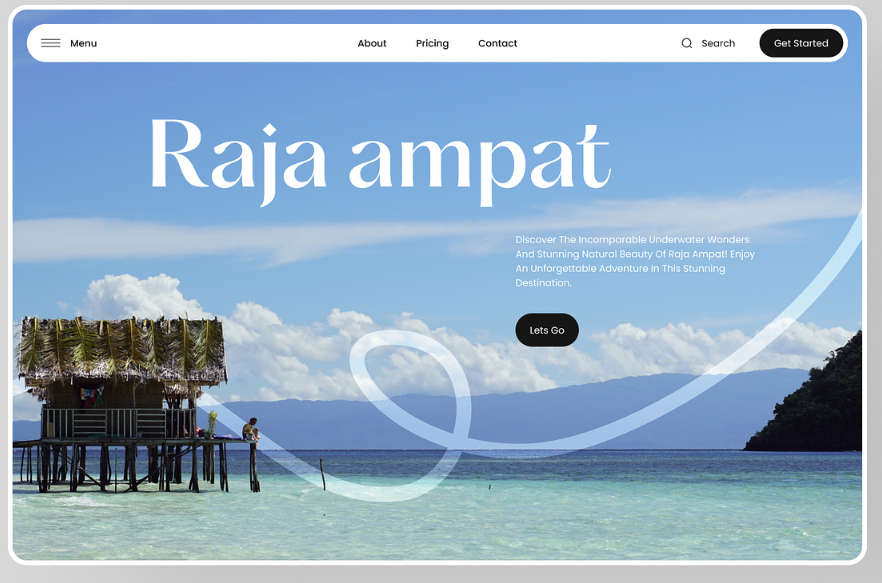 Menu
About
Pricing
Contact
Search
Get Started
Raja ampat
Discover The Incomparable Underwater Wonders
And Stunning Natural Beauty Of Raja Ampat! Enjoy
An Unforgettable Adventure In This Stunning
Destination.
Lets Go